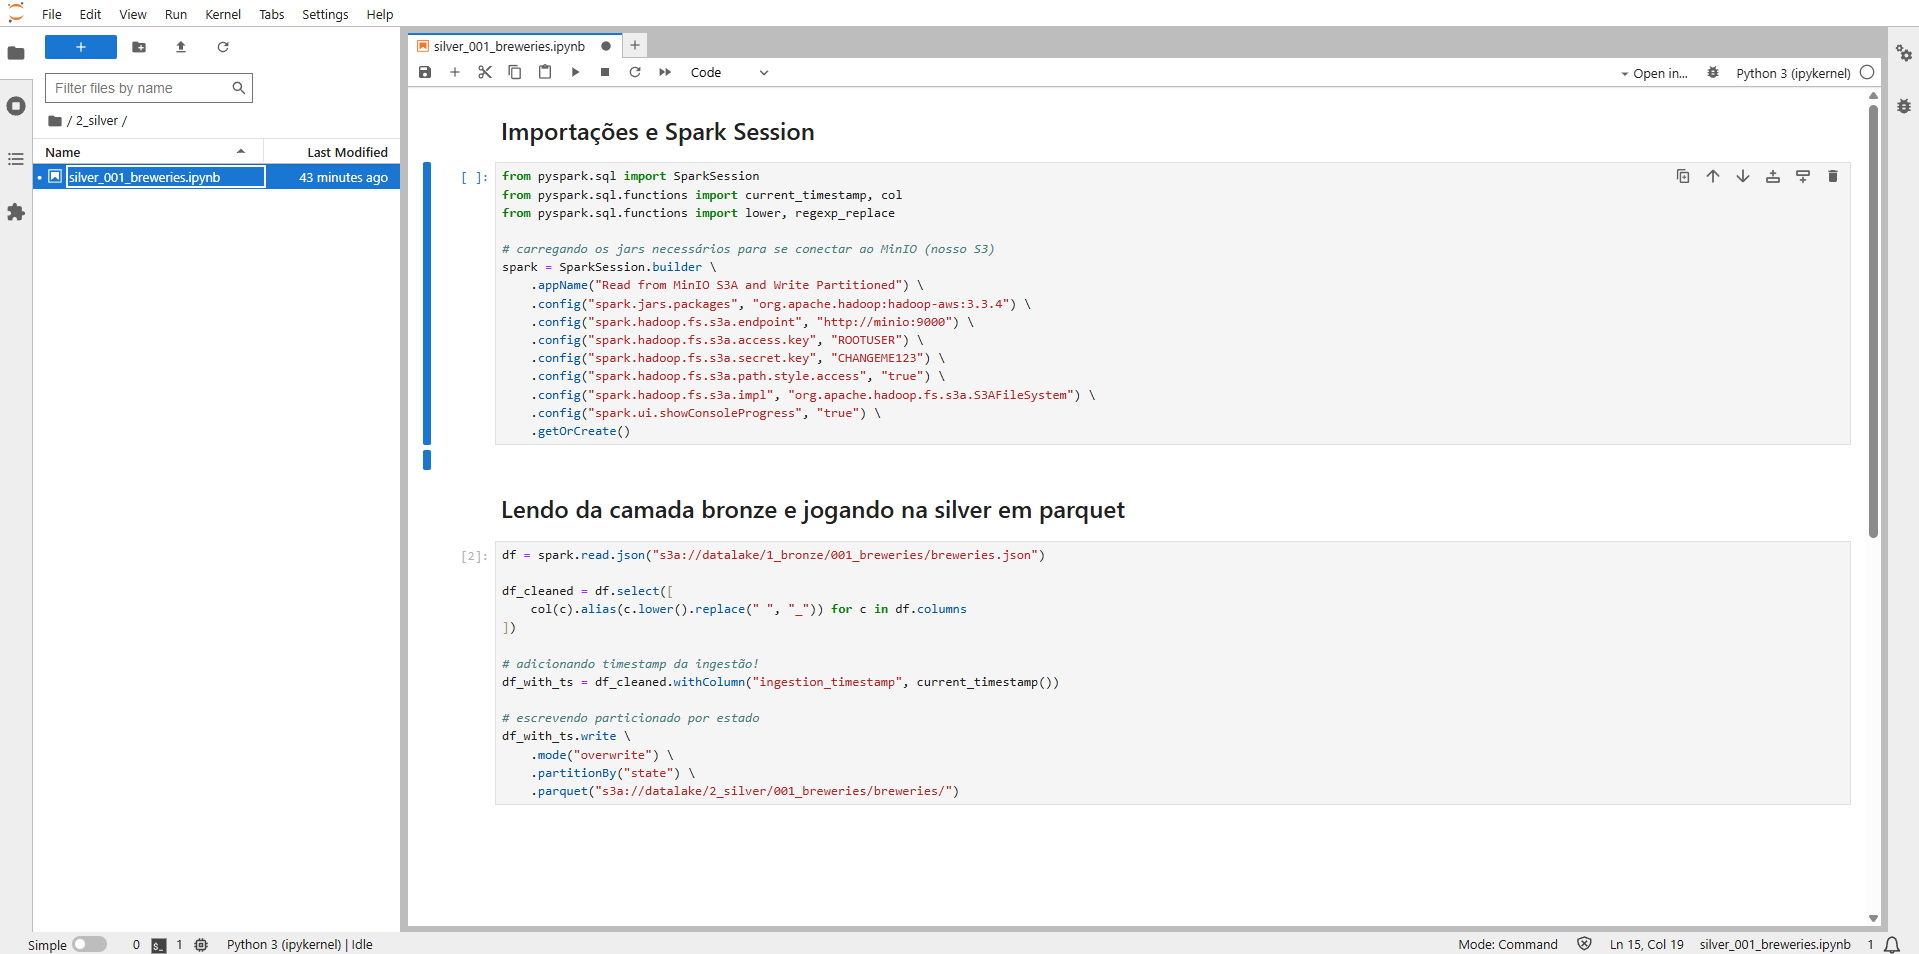 File Edit View Run Kernel Tabs Settings Help
+
Filter files by name
/ 2_silver /
Name Last Modified
silver_001_breweries.ipynb 43 minutes ago
silver_001_breweries.ipynb
Code
Open in... Python 3 (ipykernel)
Importações e Spark Session
[ ]:
from pyspark.sql import SparkSession
from pyspark.sql.functions import current_timestamp, col
from pyspark.sql.functions import lower, regexp_replace
# carregando os jars necessários para se conectar ao MinIO (nosso S3)
spark = SparkSession.builder \
.appName("Read from MinIO S3A and Write Partitioned") \
.config("spark.jars.packages", "org.apache.hadoop:hadoop-aws:3.3.4") \
.config("spark.hadoop.fs.s3a.endpoint", "http://minio:9000") \
.config("spark.hadoop.fs.s3a.access.key", "ROOTUSER") \
.config("spark.hadoop.fs.s3a.secret.key", "CHANGEME123") \
.config("spark.hadoop.fs.s3a.path.style.access", "true") \
.config("spark.hadoop.fs.s3a.impl", "org.apache.hadoop.fs.s3a.S3AFileSystem") \
.config("spark.ui.showConsoleProgress", "true") \
.getOrCreate()
Lendo da camada bronze e jogando na silver em parquet
[2]:
df = spark.read.json("s3a://datalake/1_bronze/001_breweries/breweries.json")
df_cleaned = df.select([
col(c).alias(c.lower().replace(" ", "_")) for c in df.columns
])
# adicionando timestamp da ingestão!
df_with_ts = df_cleaned.withColumn("ingestion_timestamp", current_timestamp())
# escrevendo particionado por estado
df_with_ts.write \
.mode("overwrite") \
.partitionBy("state") \
.parquet("s3a://datalake/2_silver/001_breweries/breweries/")
Simple 0 $_ 1 Python 3 (ipykernel) | Idle Mode: Command Ln 15, Col 19 silver_001_breweries.ipynb 1